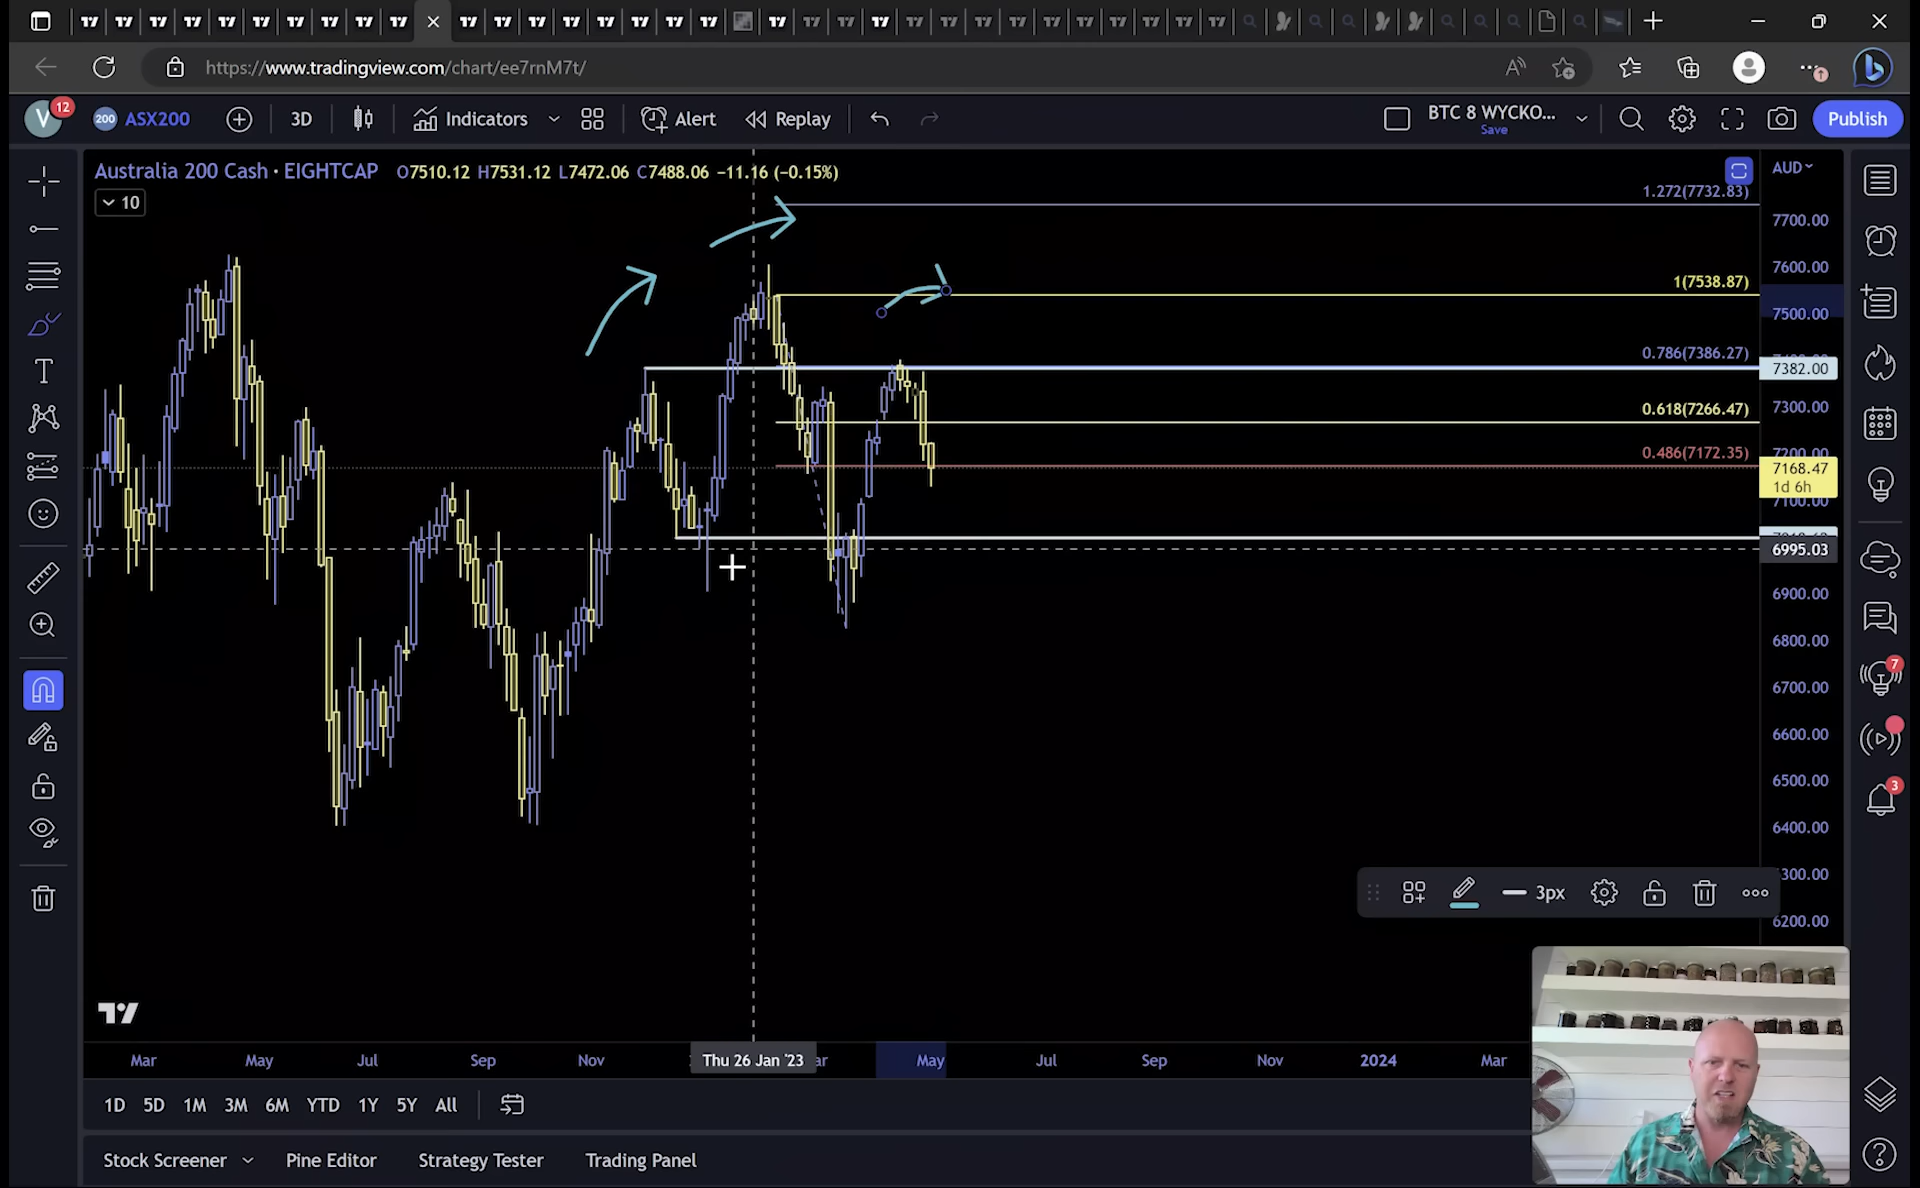 https://www.tradingview.com/chart/ee7rnM7t/
V 12 200 ASX200 3D Indicators Alert Replay BTC 8 WYCKO... Save Publish
Australia 200 Cash · EIGHTCAP O7510.12 H7531.12 L7472.06 C7488.06 −11.16 (−0.15%)
AUD
10
1.272(7732.83)
7700.00
7600.00
1(7538.87)
7500.00
0.786(7386.27)
7382.00
0.618(7266.47)
7300.00
0.486(7172.35)
7168.47
1d 6h
6995.03
6900.00
6800.00
6700.00
6600.00
6500.00
6400.00
3px
6200.00
7
3
Mar May Jul Sep Nov Thu 26 Jan '23 May Jul Sep Nov 2024 Mar
1D 5D 1M 3M 6M YTD 1Y 5Y All
Stock Screener Pine Editor Strategy Tester Trading Panel